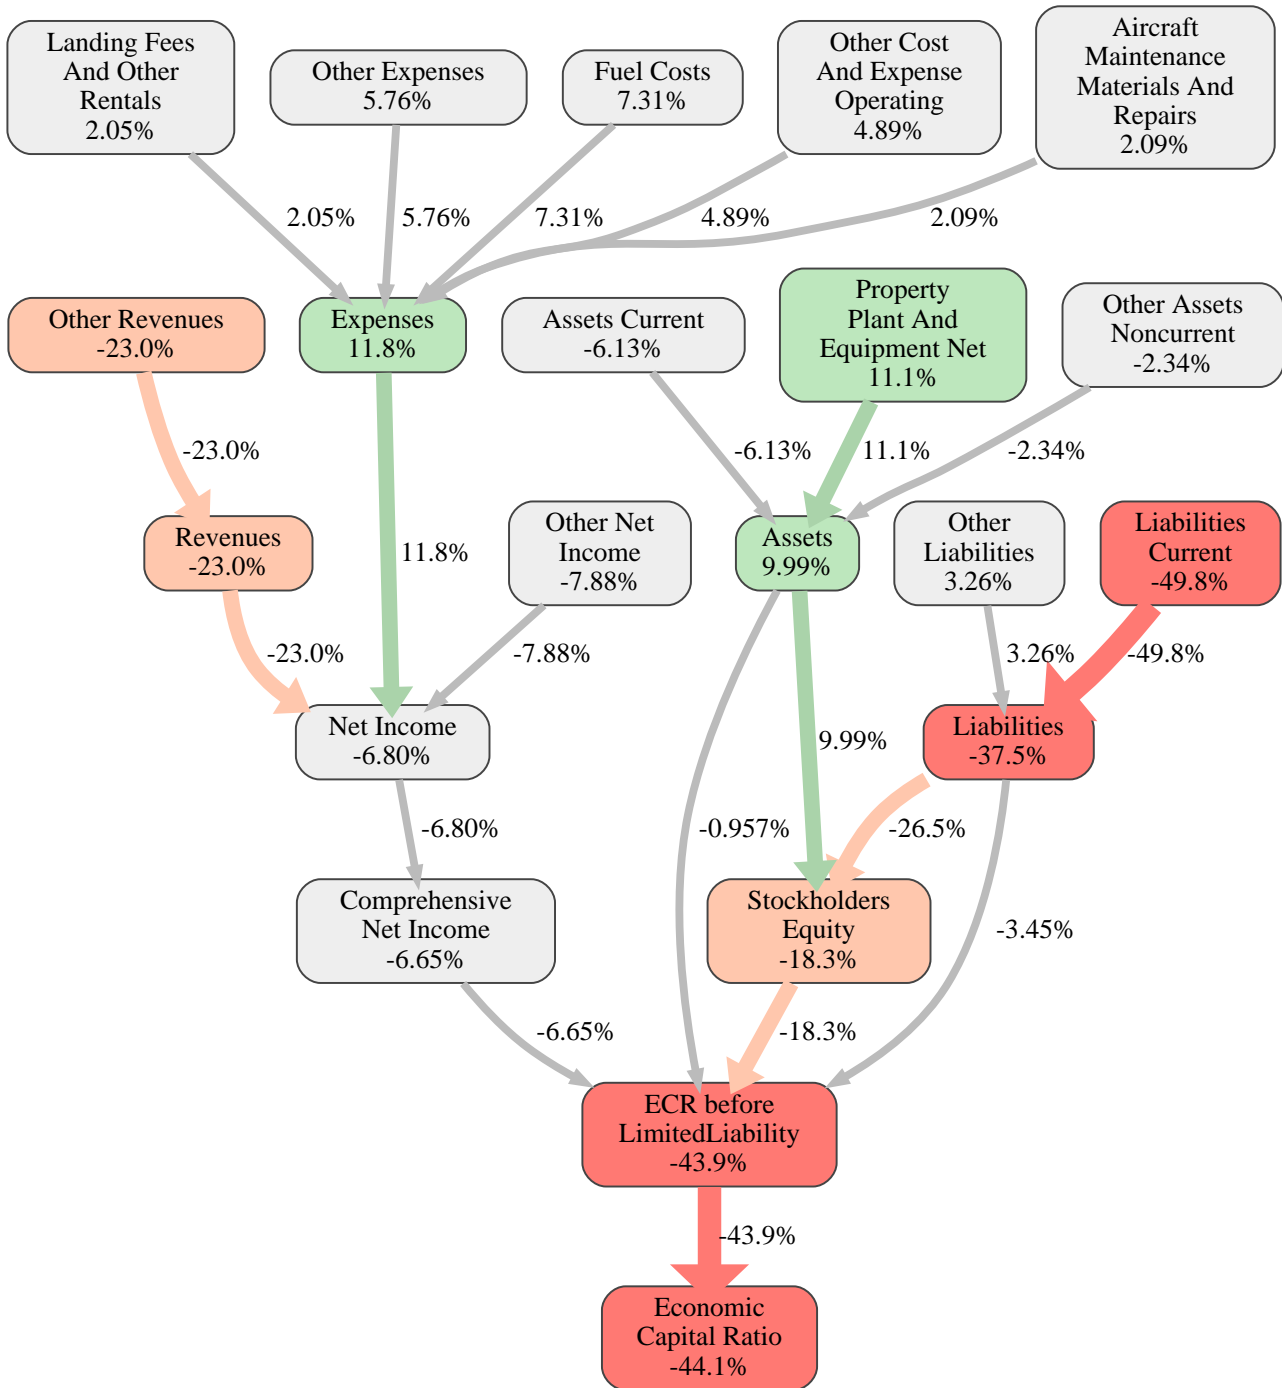 Landing Fees
And Other
Rentals
2.05%
Other Expenses
5.76%
Fuel Costs
7.31%
Other Cost
And Expense
Operating
4.89%
Aircraft
Maintenance
Materials And
Repairs
2.09%
2.05%
5.76%
7.31%
4.89%
2.09%
Other Revenues
-23.0%
Expenses
11.8%
Assets Current
-6.13%
Property
Plant And
Equipment Net
11.1%
Other Assets
Noncurrent
-2.34%
-23.0%
-6.13%
11.1%
-2.34%
Revenues
-23.0%
11.8%
Other Net
Income
-7.88%
Assets
9.99%
Other
Liabilities
3.26%
Liabilities
Current
-49.8%
-23.0%
-7.88%
3.26%
-49.8%
Net Income
-6.80%
9.99%
Liabilities
-37.5%
-6.80%
-0.957%
-26.5%
Comprehensive
Net Income
-6.65%
Stockholders
Equity
-18.3%
-3.45%
-6.65%
-18.3%
ECR before
LimitedLiability
-43.9%
-43.9%
Economic
Capital Ratio
-44.1%